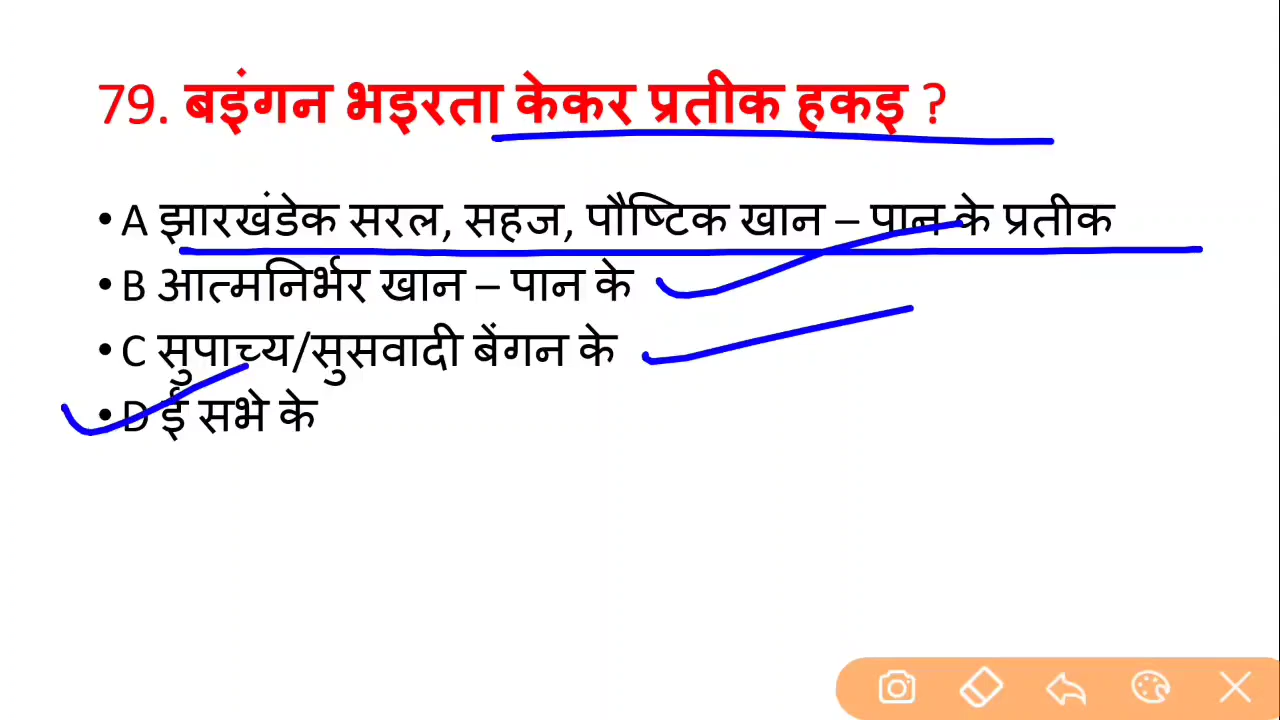 79. बइंगन भइरता केकर प्रतीक हकइ ?
• A झारखंडेक सरल, सहज, पौष्टिक खान – पान के प्रतीक
• B आत्मनिर्भर खान – पान के
• C सुपाच्य/सुसवादी बेंगन के
• D ई सभे के